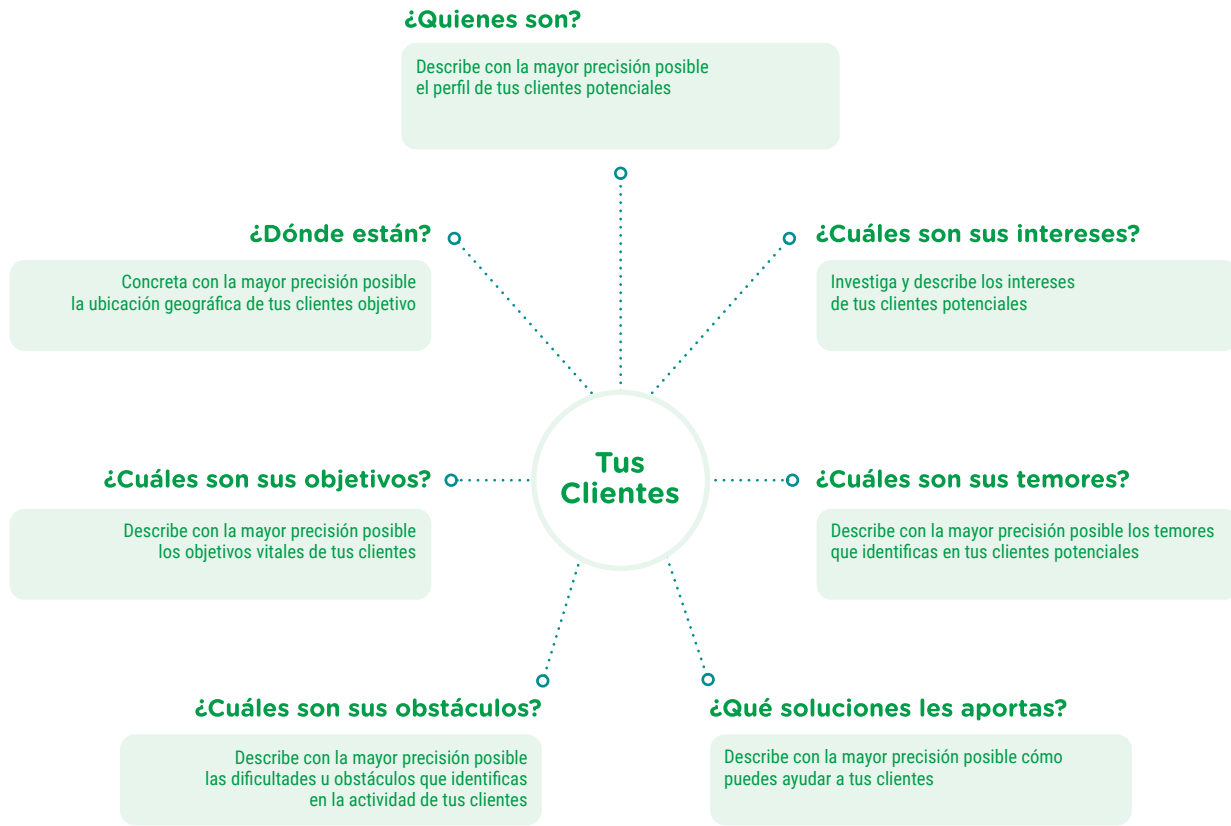 ¿Quienes son?
Describe con la mayor precisión posible
el perfil de tus clientes potenciales
¿Dónde están?
Concreta con la mayor precisión posible
la ubicación geográfica de tus clientes objetivo
¿Cuáles son sus intereses?
Investiga y describe los intereses
de tus clientes potenciales
Tus
Clientes
¿Cuáles son sus objetivos?
Describe con la mayor precisión posible
los objetivos vitales de tus clientes
¿Cuáles son sus temores?
Describe con la mayor precisión posible los temores
que identificas en tus clientes potenciales
¿Cuáles son sus obstáculos?
Describe con la mayor precisión posible
las dificultades u obstáculos que identificas
en la actividad de tus clientes
¿Qué soluciones les aportas?
Describe con la mayor precisión posible cómo
puedes ayudar a tus clientes